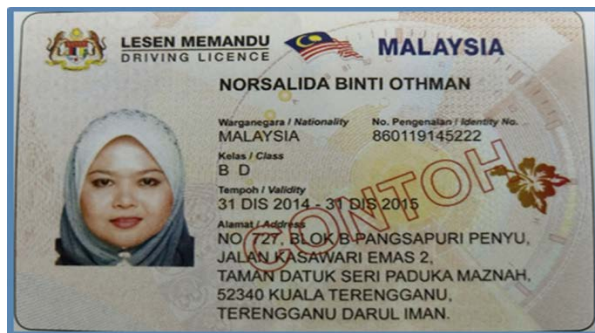 LESEN MEMANDU
DRIVING LICENCE
MALAYSIA
NORSALIDA BINTI OTHMAN
Warganegara / Nationality
No. Pengenalan / Identity No.
MALAYSIA
860119145222
Kelas / Class
B D
Tempoh / Validity
31 DIS 2014 - 31 DIS 2015
Alamat / Address
NO. 727, BLOK B PANGSAPURI PENYU,
JALAN KASAWARI EMAS 2,
TAMAN DATUK SERI PADUKA MAZNAH,
52340 KUALA TERENGGANU,
TERENGGANU DARUL IMAN.
CONTOH